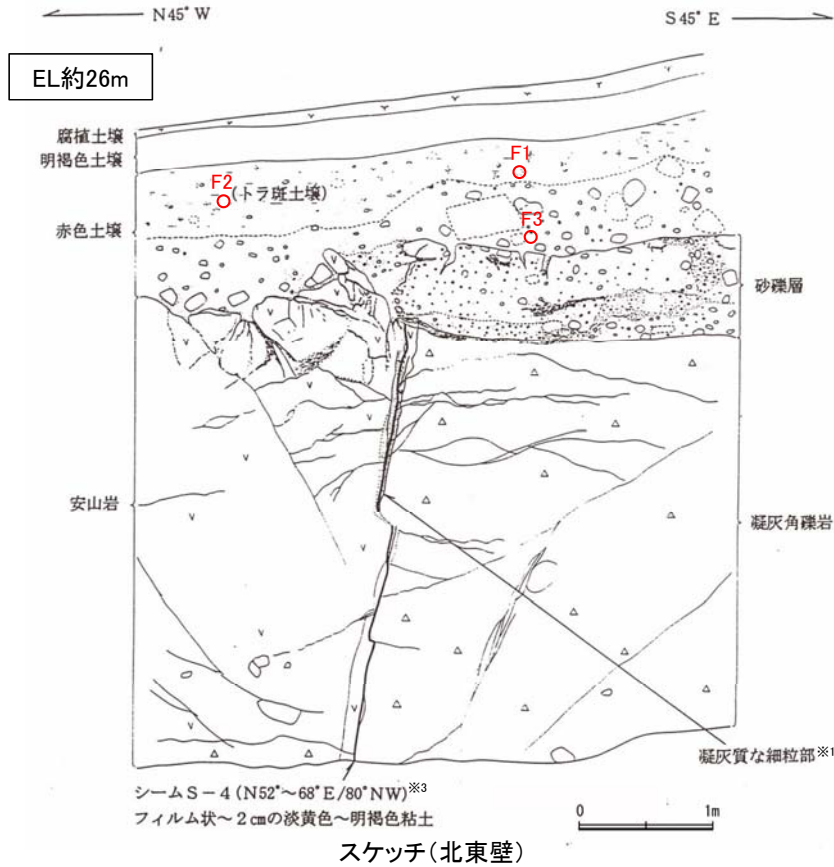 N45°W
S45°E
EL約26m
腐植土壌
明褐色土壌
F1
F2
(トラ斑土壌)
F3
赤色土壌
砂礫層
安山岩
凝灰角礫岩
凝灰質な細粒部※1
シームS-4(N52°~68°E/80°NW)※3
フィルム状~2cmの淡黄色~明褐色粘土
0 1m
スケッチ(北東壁)